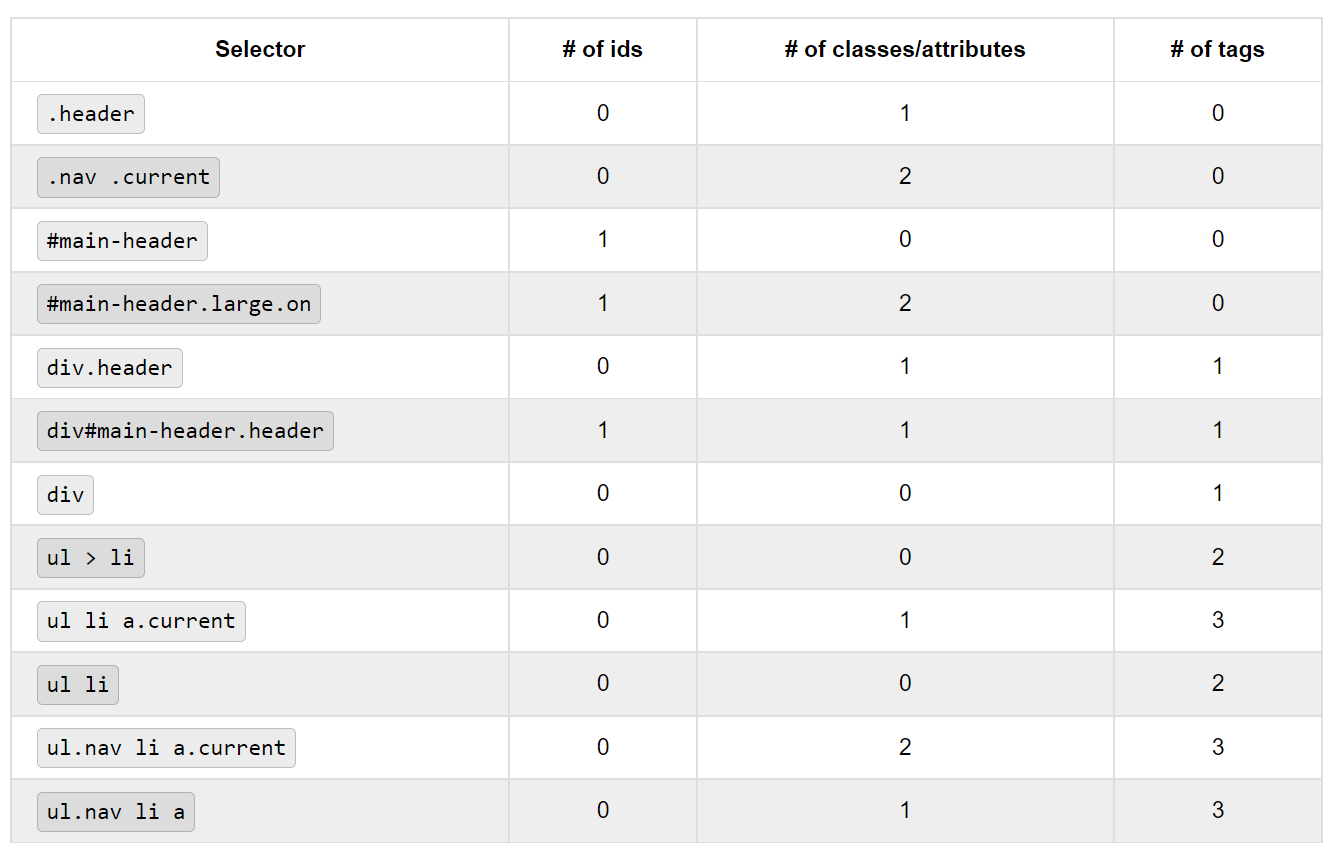 Selector # of ids # of classes/attributes # of tags
.header 0 1 0
.nav .current 0 2 0
#main-header 1 0 0
#main-header.large.on 1 2 0
div.header 0 1 1
div#main-header.header 1 1 1
div 0 0 1
ul > li 0 0 2
ul li a.current 0 1 3
ul li 0 0 2
ul.nav li a.current 0 2 3
ul.nav li a 0 1 3